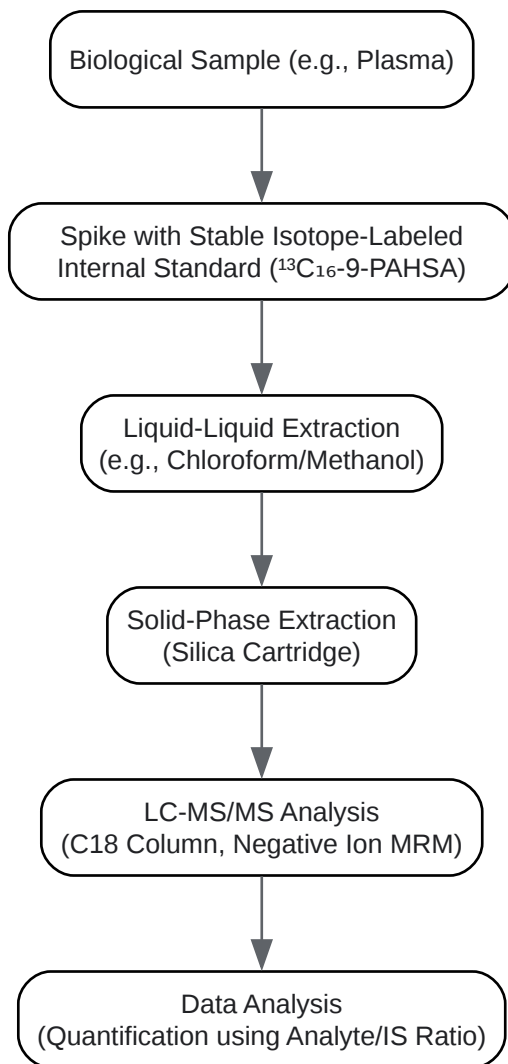 Biological Sample (e.g., Plasma)
Spike with Stable Isotope-Labeled
Internal Standard (¹³C₁₆-9-PAHSA)
Liquid-Liquid Extraction
(e.g., Chloroform/Methanol)
Solid-Phase Extraction
(Silica Cartridge)
LC-MS/MS Analysis
(C18 Column, Negative Ion MRM)
Data Analysis
(Quantification using Analyte/IS Ratio)